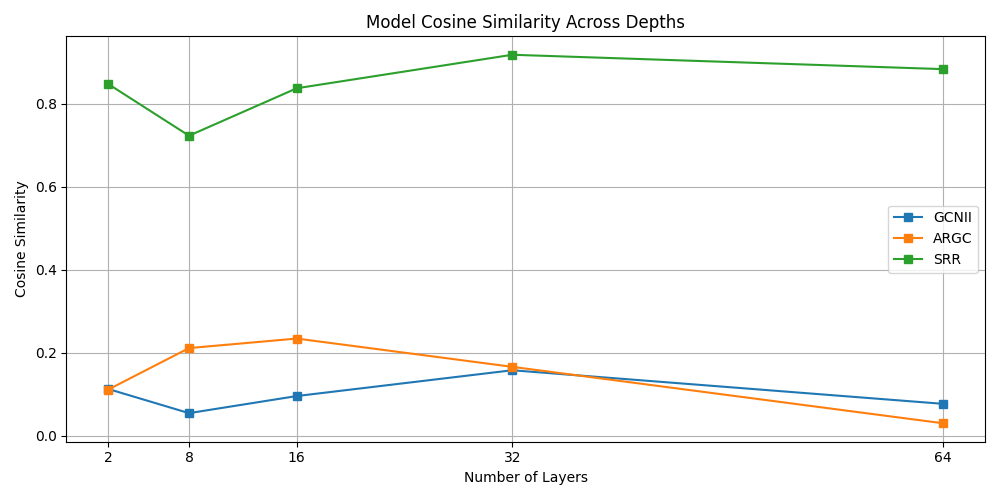 Model Cosine Similarity Across Depths
Cosine Similarity
0.8
0.6
0.4
0.2
0.0
GCNII
ARGC
SRR
2 8 16 32 64
Number of Layers